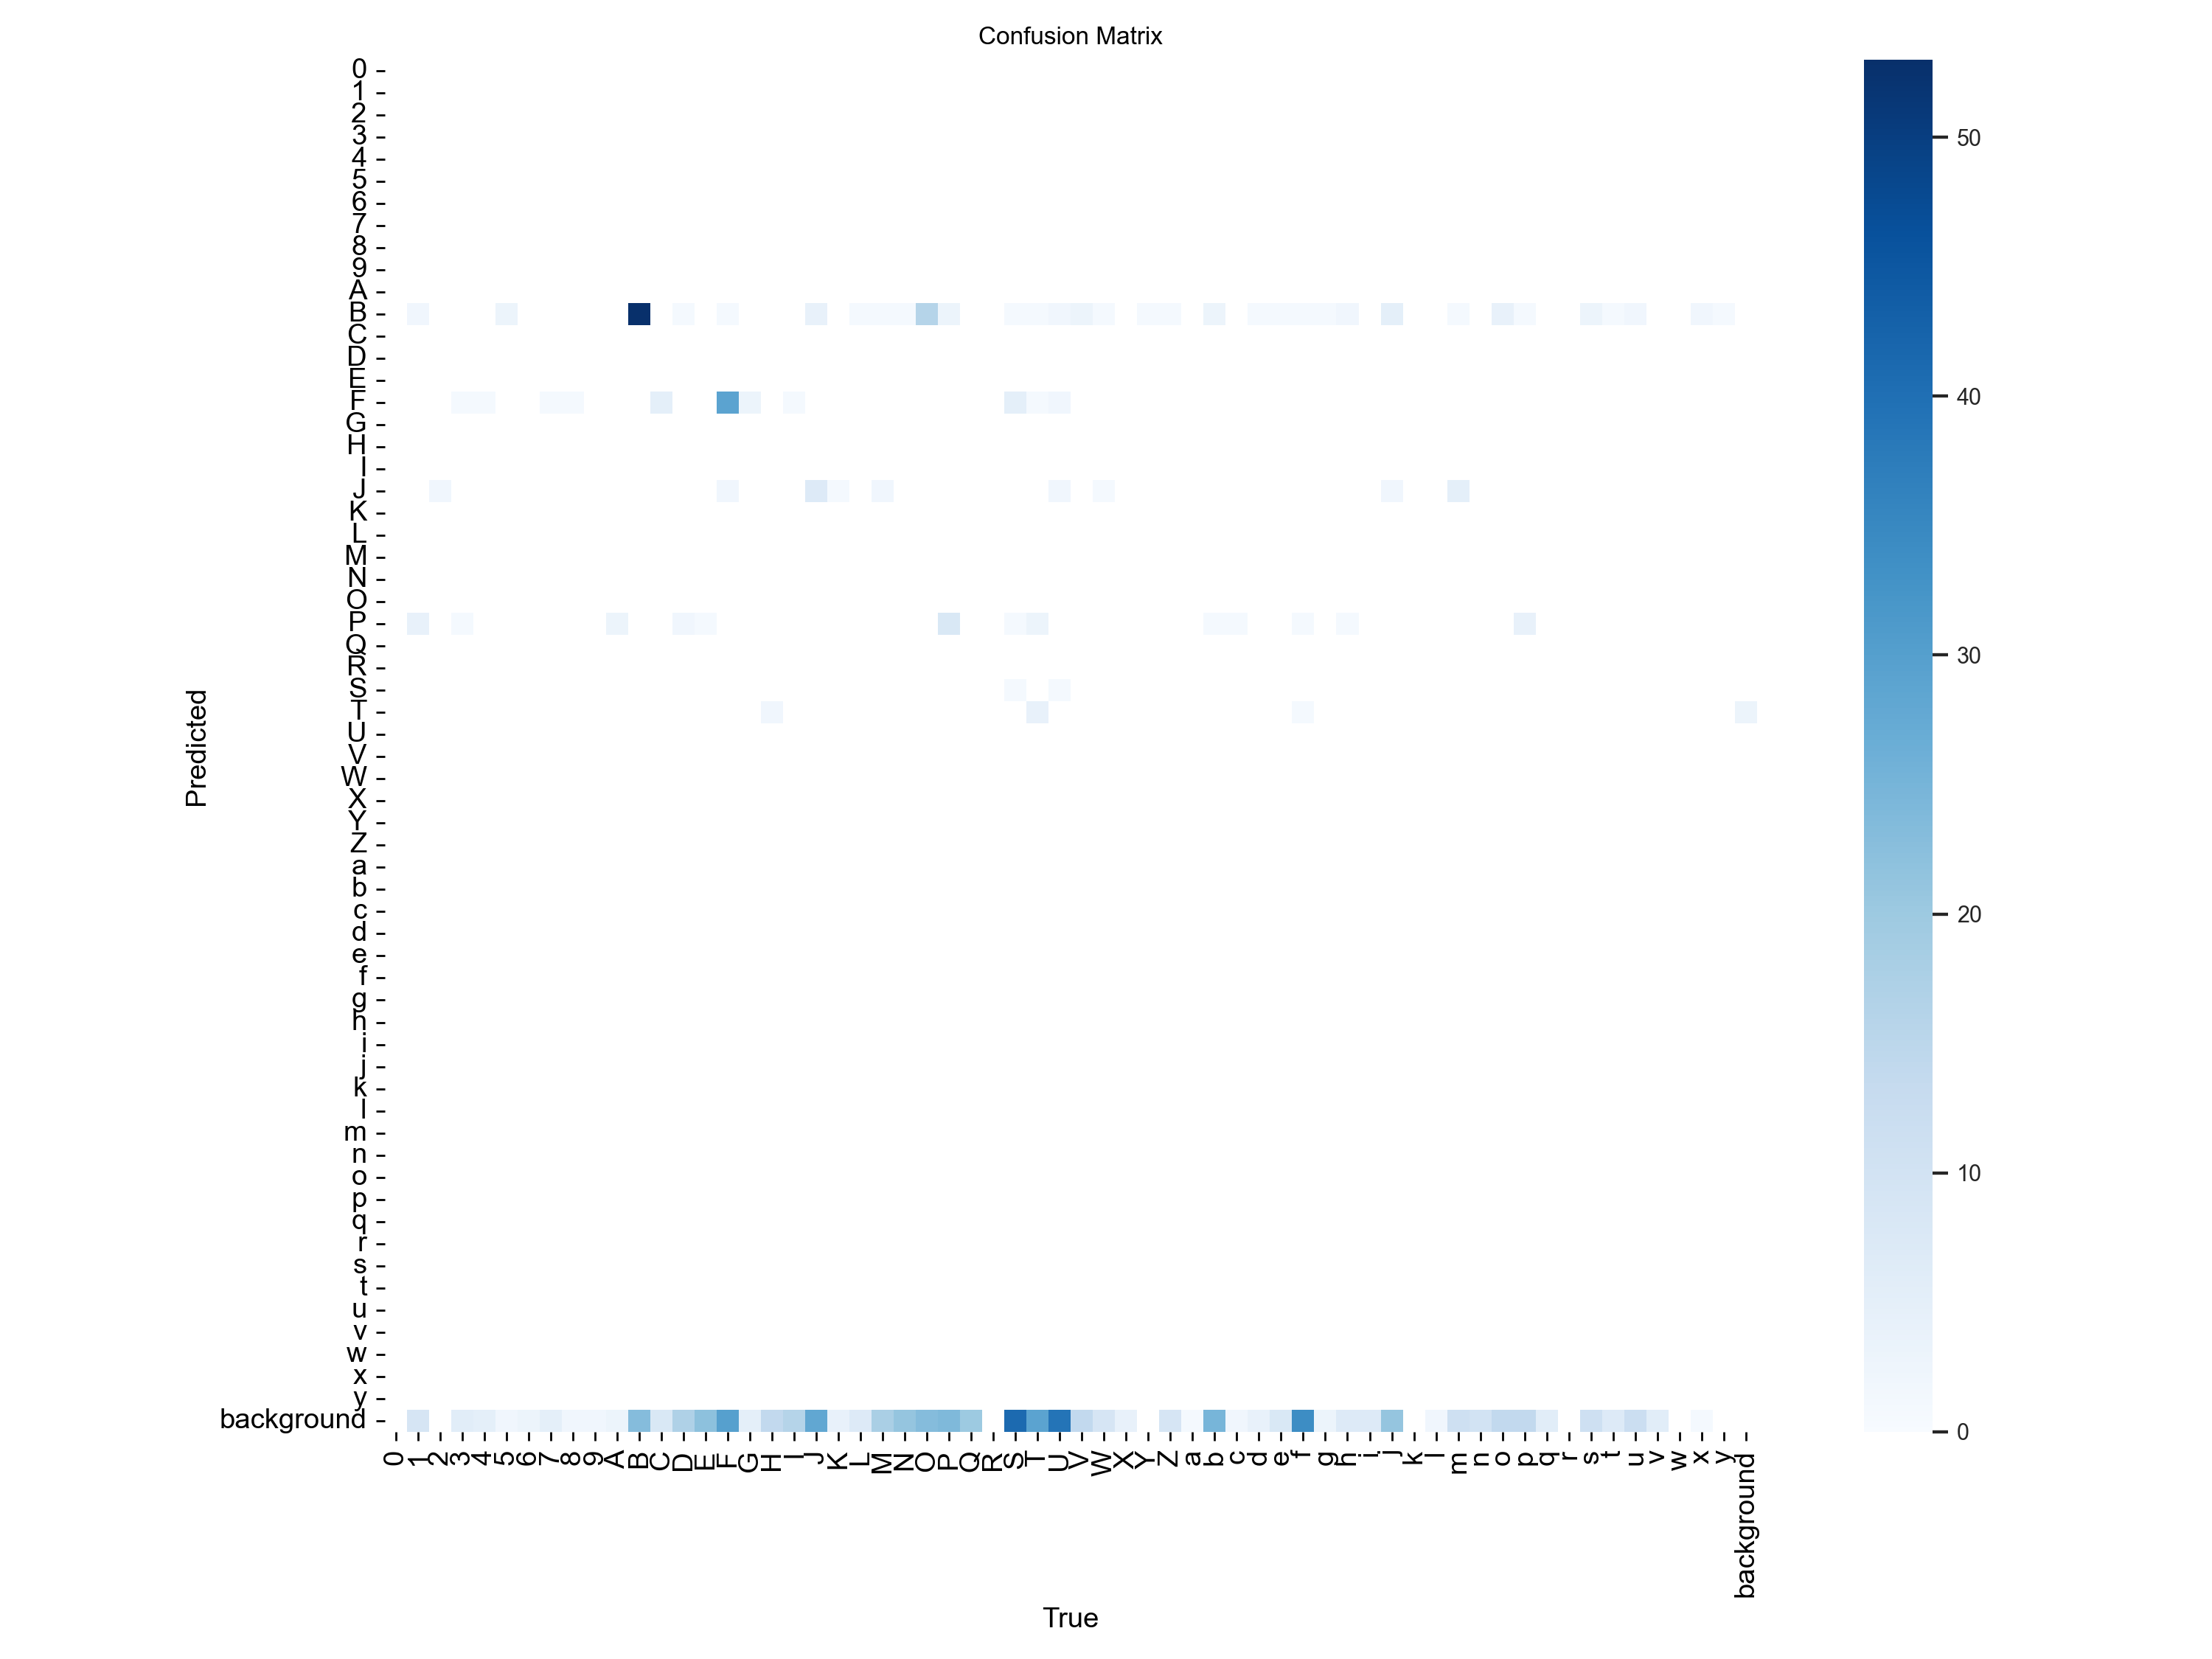 Confusion Matrix
0
1
2
3
4
5
6
7
8
9
A
B
C
D
E
F
G
H
I
J
K
L
M
N
O
P
Q
R
S
T
U
V
W
X
Y
Z
a
b
c
d
e
f
g
h
i
j
k
l
m
n
o
p
q
r
s
t
u
v
w
x
y
background
Predicted
0 1 2 3 4 5 6 7 8 9 A B C D E F G H I J K L M N O P Q R S T U V W X Y Z a b c d e f g h i j k l m n o p q r s t u v w x y background
True
50
40
30
20
10
0